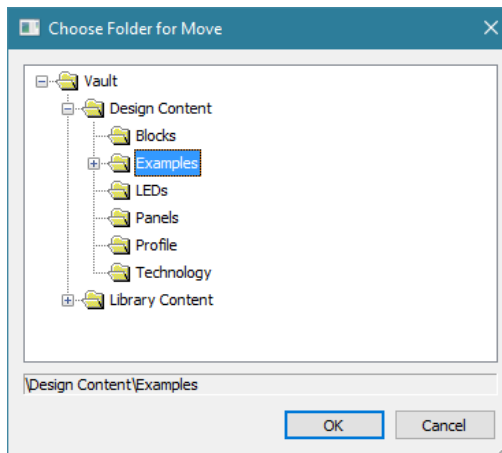 Choose Folder for Move
Vault
Design Content
Blocks
Examples
LEDs
Panels
Profile
Technology
Library Content
\Design Content\Examples
OK Cancel